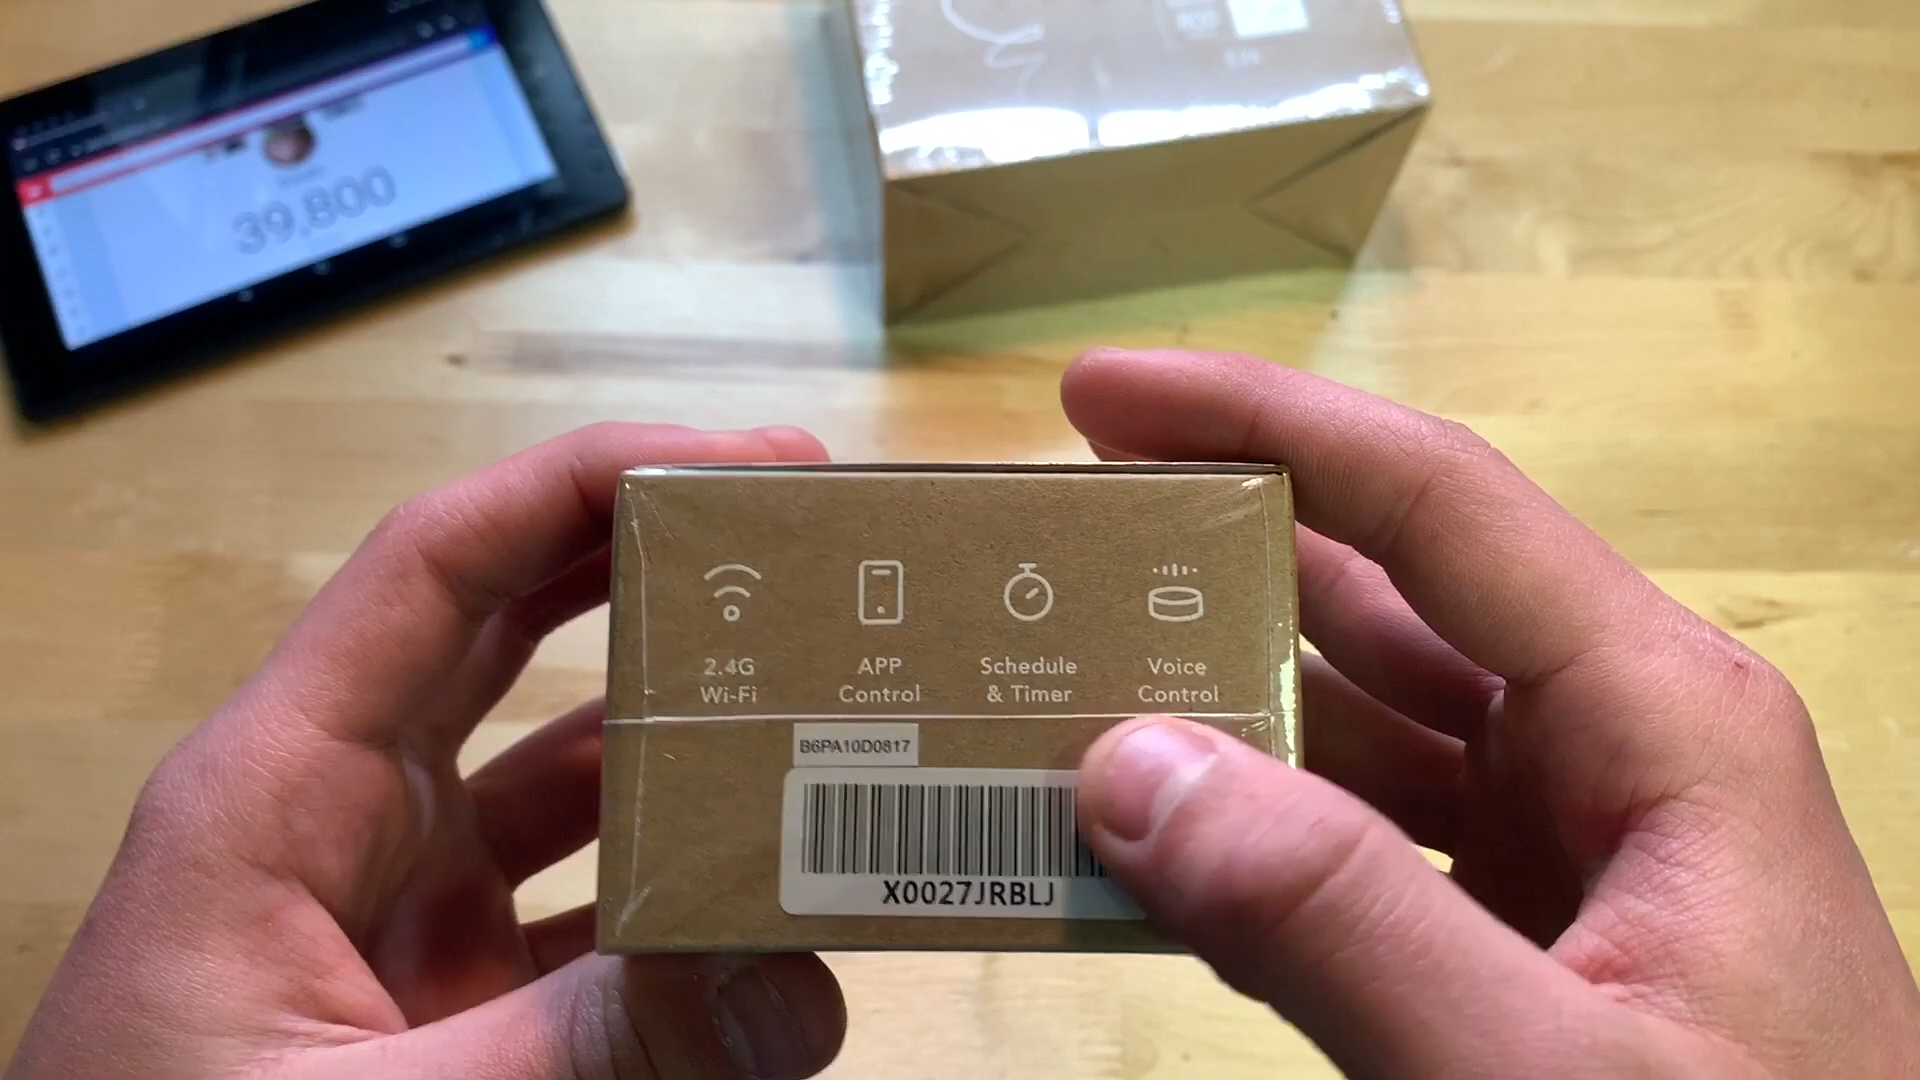 39,800
2.4G
Wi-Fi
APP
Control
Schedule
& Timer
Voice
Control
B6PA10D0817
X0027JRBLJ